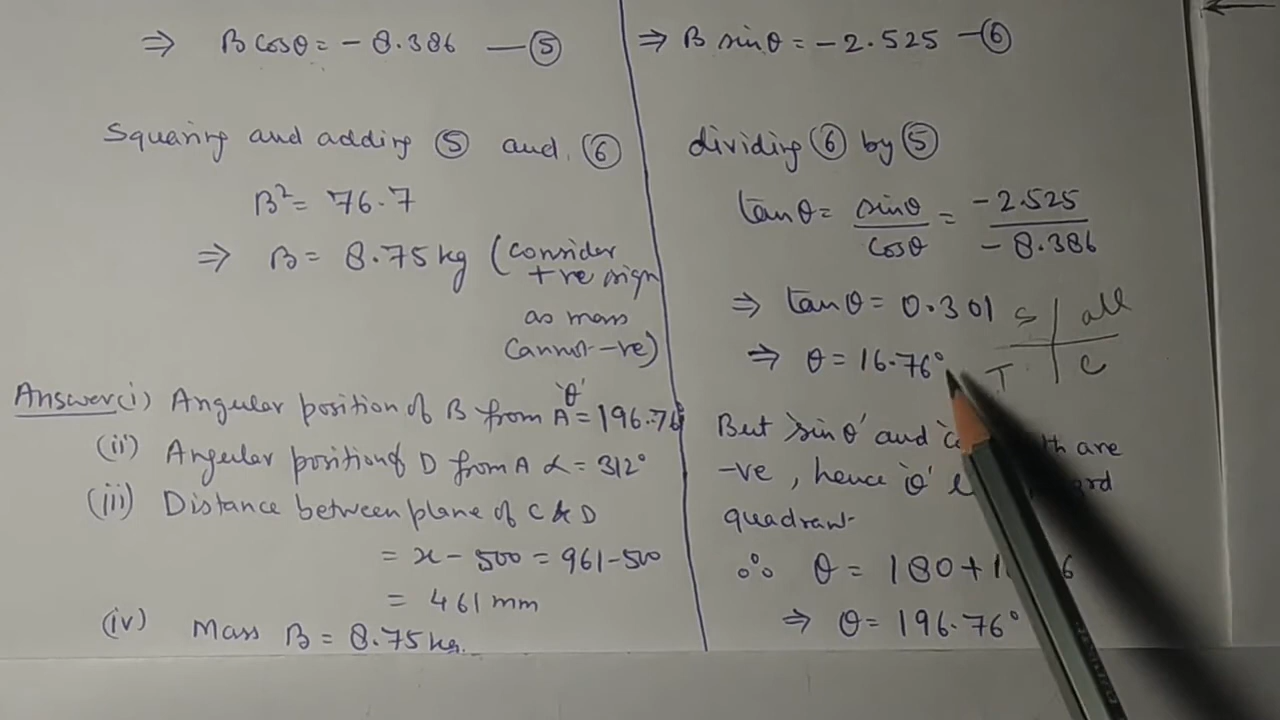 ⇒ B cosθ = - 8.386 — ⑤
Squaring and adding ⑤ and ⑥
B² = 76.7
⇒ B = 8.75 kg (consider
+ve sign
as mass
cannot -ve)
Answer (i) Angular position of B from A 'θ' = 196.76°
(ii) Angular position of D from A α = 312°
(iii) Distance between plane of C & D
= x - 500 = 961 - 500
= 461 mm
(iv) Mass B = 8.75 kg.
⇒ B sinθ = - 2.525 - ⑥
dividing ⑥ by ⑤
tanθ = sinθ / cosθ = -2.525 / -8.386
⇒ tanθ = 0.301
⇒ θ = 16.76°
S all
T C
But 'sinθ' and are
-ve, hence 'θ'
quadrant
∴ θ = 180 +
⇒ θ = 196.76°